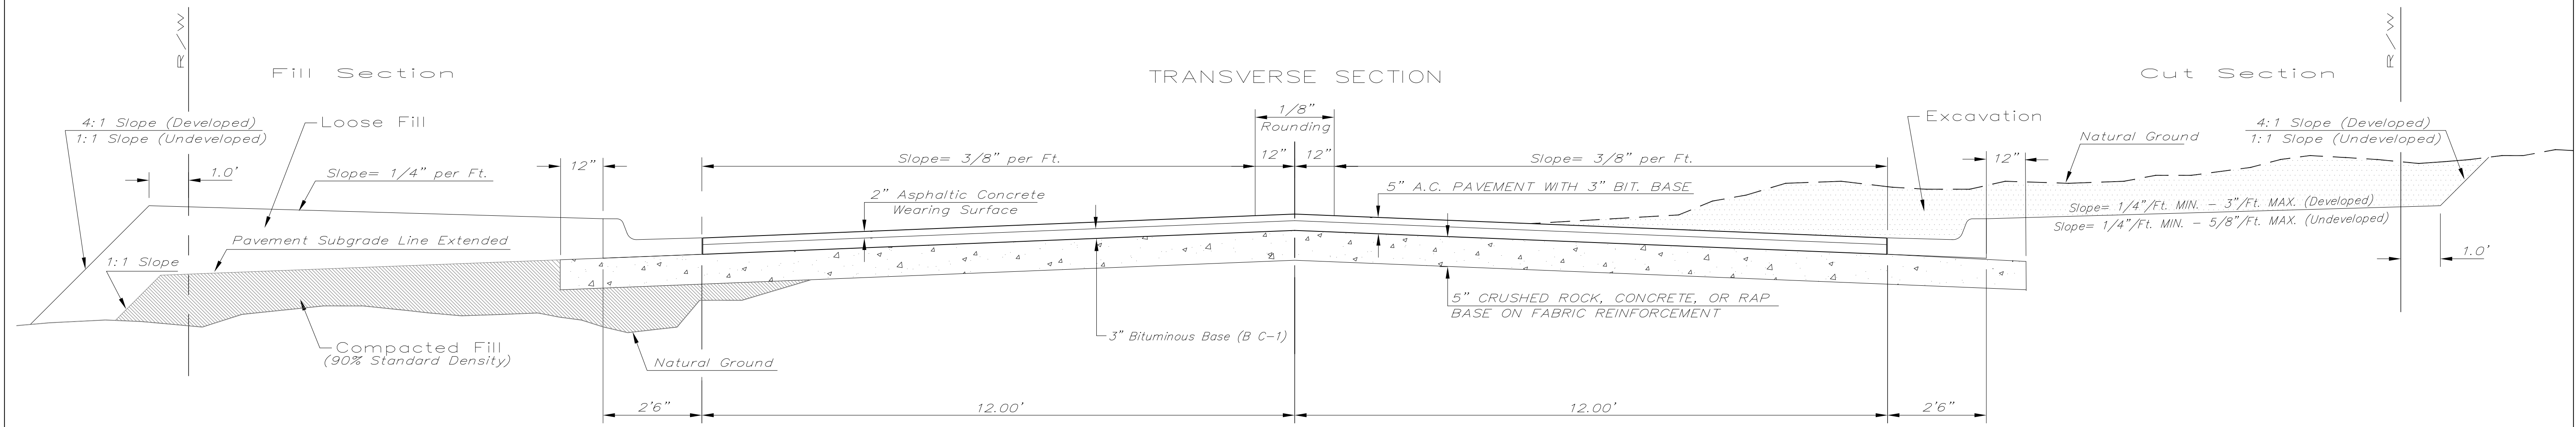 R/W
R/W
Fill Section
TRANSVERSE SECTION
Cut Section
4:1 Slope (Developed)
1:1 Slope (Undeveloped)
Loose Fill
1/8"
Rounding
Excavation
Natural Ground
4:1 Slope (Developed)
1:1 Slope (Undeveloped)
12"
Slope= 3/8" per Ft.
12"
12"
Slope= 3/8" per Ft.
12"
1.0'
Slope= 1/4" per Ft.
2" Asphaltic Concrete
Wearing Surface
5" A.C. PAVEMENT WITH 3" BIT. BASE
Slope= 1/4"/Ft. MIN. - 3"/Ft. MAX. (Developed)
Slope= 1/4"/Ft. MIN. - 5/8"/Ft. MAX. (Undeveloped)
Pavement Subgrade Line Extended
1:1 Slope
1.0'
5" CRUSHED ROCK, CONCRETE, OR RAP
BASE ON FABRIC REINFORCEMENT
3" Bituminous Base (B C-1)
Compacted Fill
(90% Standard Density)
Natural Ground
2'6"
12.00'
12.00'
2'6"